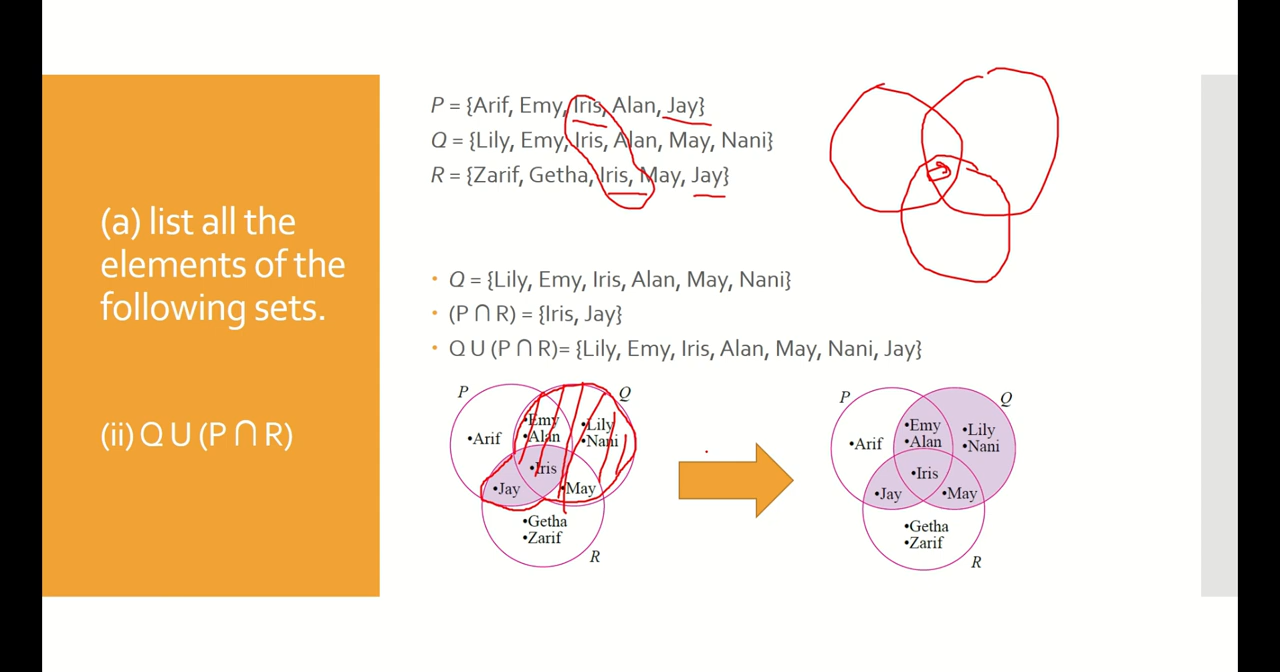 (a) list all the
elements of the
following sets.
(ii) Q U (P ∩ R)
P = {Arif, Emy, Iris, Alan, Jay}
Q = {Lily, Emy, Iris, Alan, May, Nani}
R = {Zarif, Getha, Iris, May, Jay}
• Q = {Lily, Emy, Iris, Alan, May, Nani}
• (P ∩ R) = {Iris, Jay}
• Q U (P ∩ R)= {Lily, Emy, Iris, Alan, May, Nani, Jay}
P
Q
•Emy
•Alan
•Lily
•Nani
•Arif
•Iris
•Jay
•May
•Getha
•Zarif
R
P
Q
•Emy
•Alan
•Lily
•Nani
•Arif
•Iris
•Jay
•May
•Getha
•Zarif
R